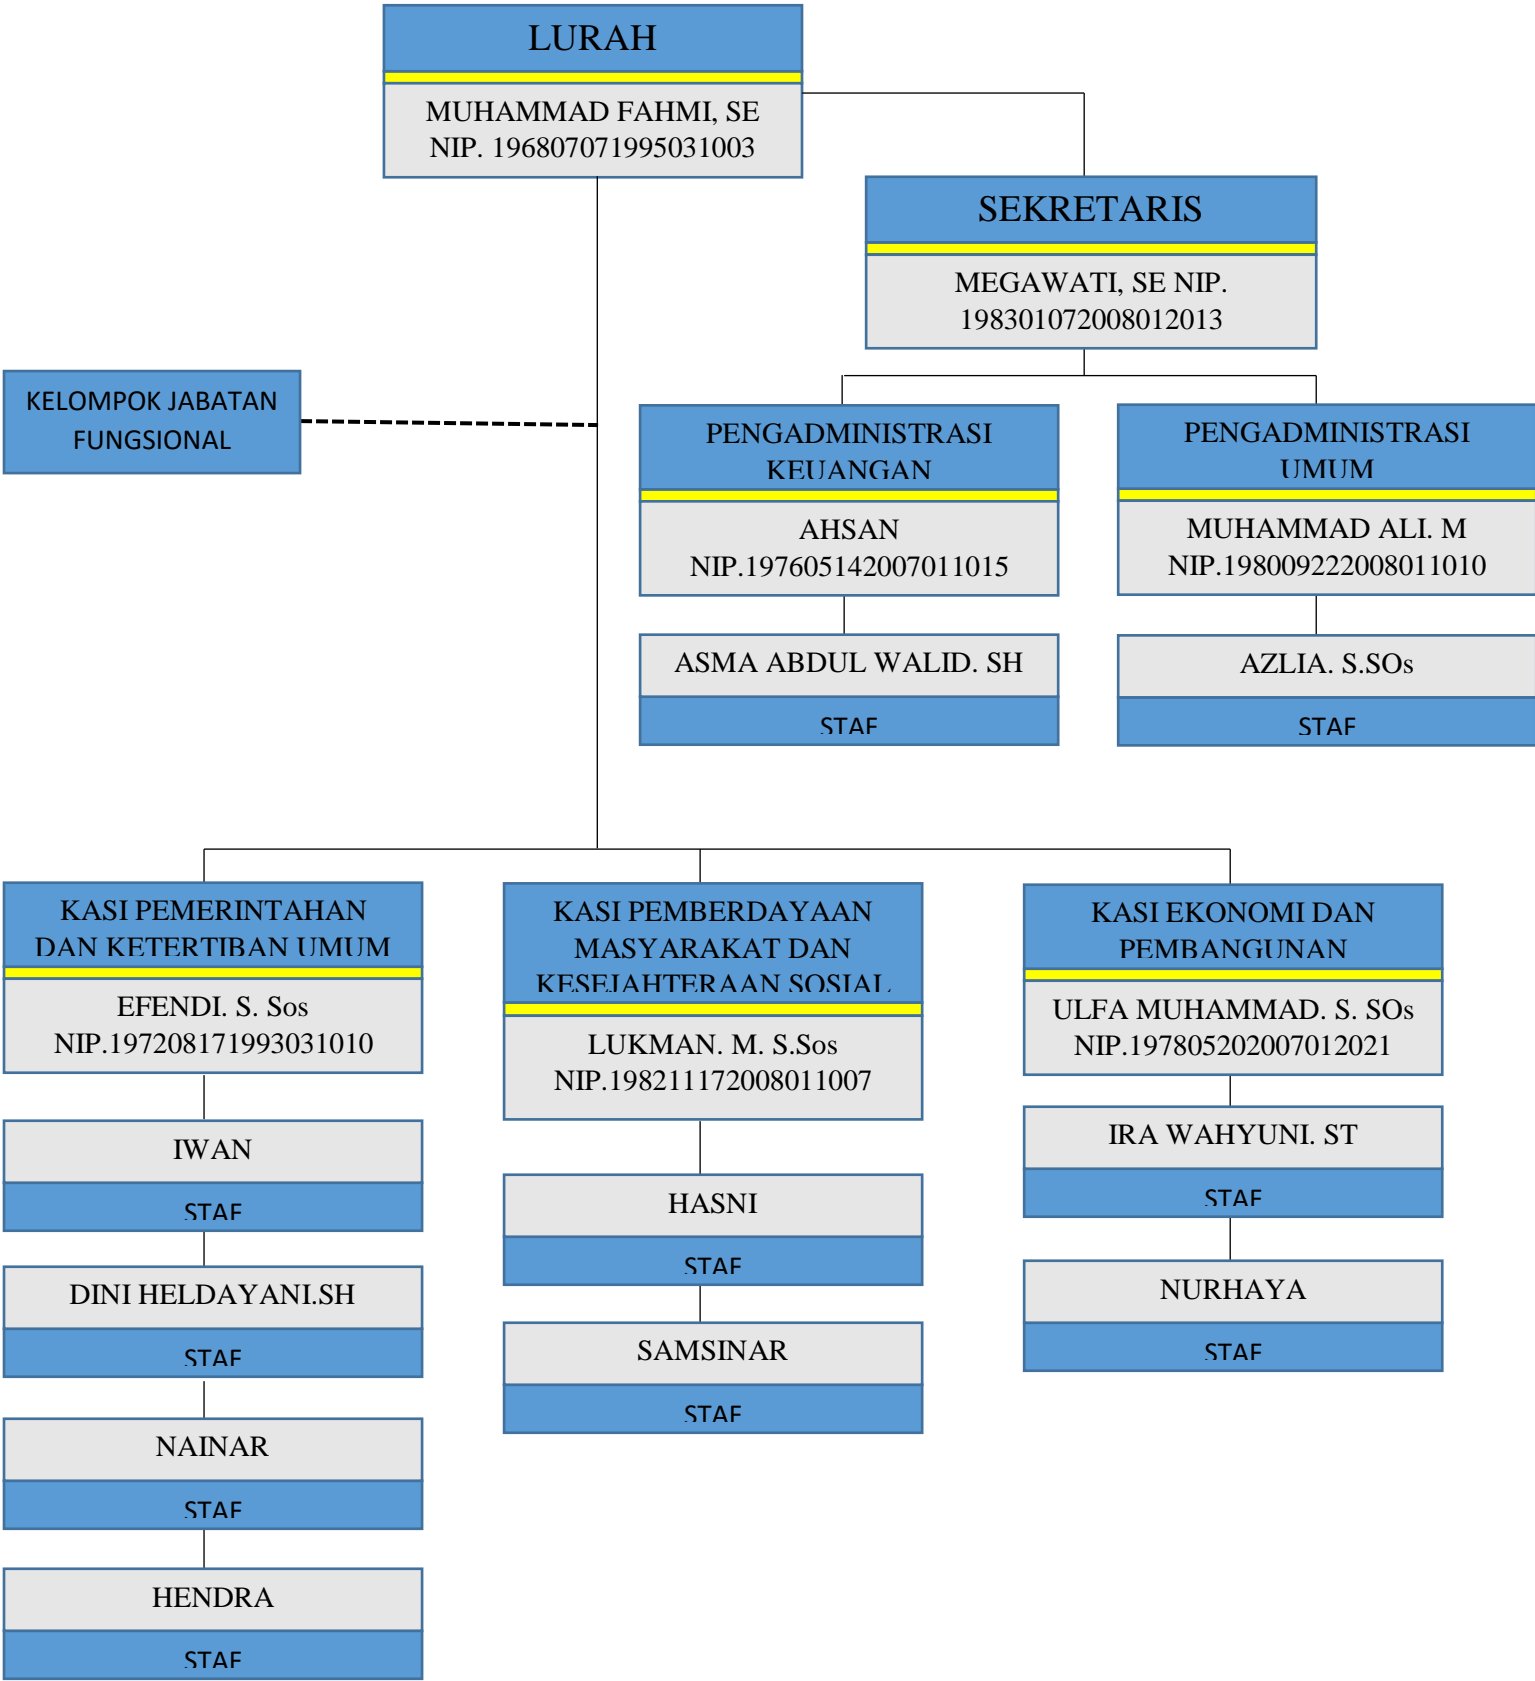 LURAH
MUHAMMAD FAHMI, SE
NIP. 196807071995031003
SEKRETARIS
MEGAWATI, SE NIP.
198301072008012013
KELOMPOK JABATAN
FUNGSIONAL
PENGADMINISTRASI
KEUANGAN
AHSAN
NIP.197605142007011015
ASMA ABDUL WALID. SH
STAF
PENGADMINISTRASI
UMUM
MUHAMMAD ALI. M
NIP.198009222008011010
AZLIA. S.SOs
STAF
KASI PEMERINTAHAN
DAN KETERTIBAN UMUM
EFENDI. S. Sos
NIP.197208171993031010
IWAN
STAF
DINI HELDAYANI.SH
STAF
NAINAR
STAF
HENDRA
STAF
KASI PEMBERDAYAAN
MASYARAKAT DAN
KESEJAHTERAAN SOSIAL
LUKMAN. M. S.Sos
NIP.198211172008011007
HASNI
STAF
SAMSINAR
STAF
KASI EKONOMI DAN
PEMBANGUNAN
ULFA MUHAMMAD. S. SOs
NIP.197805202007012021
IRA WAHYUNI. ST
STAF
NURHAYA
STAF